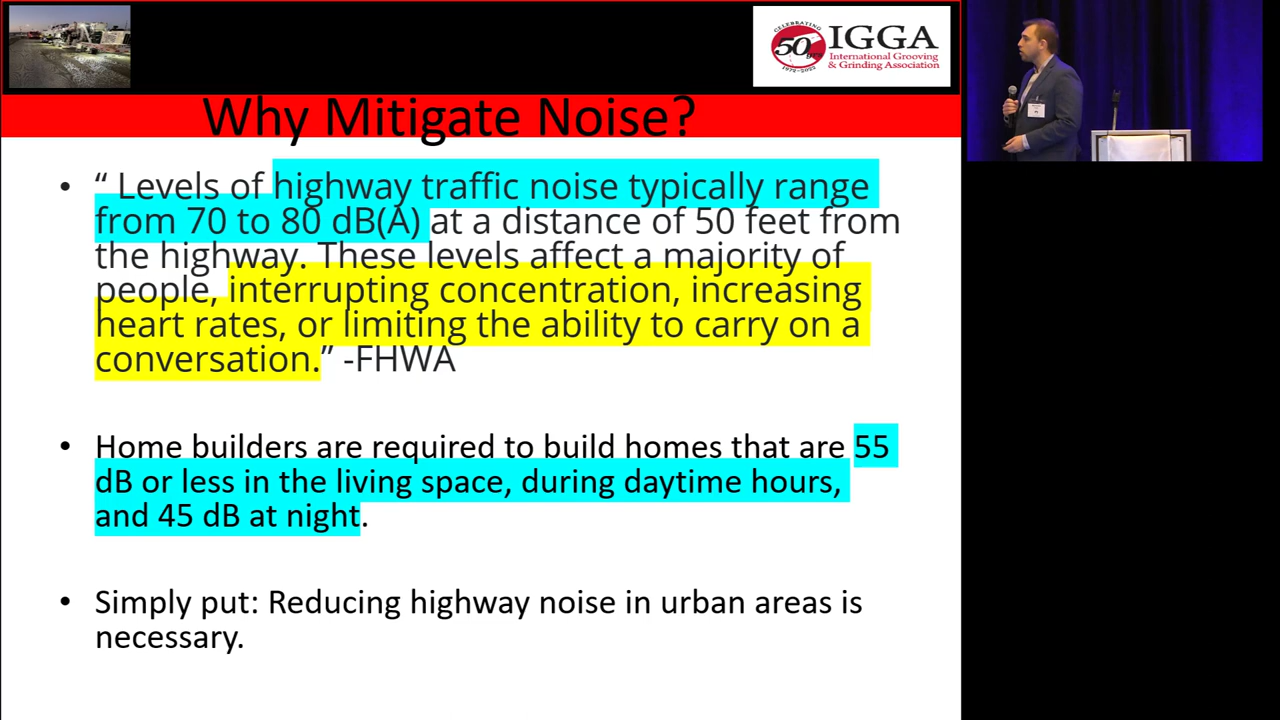 CELEBRATING
50
1972-2022
IGGA
International Grooving
& Grinding Association
Why Mitigate Noise?
• “ Levels of highway traffic noise typically range
from 70 to 80 dB(A) at a distance of 50 feet from
the highway. These levels affect a majority of
people, interrupting concentration, increasing
heart rates, or limiting the ability to carry on a
conversation.” -FHWA
• Home builders are required to build homes that are 55
dB or less in the living space, during daytime hours,
and 45 dB at night.
• Simply put: Reducing highway noise in urban areas is
necessary.